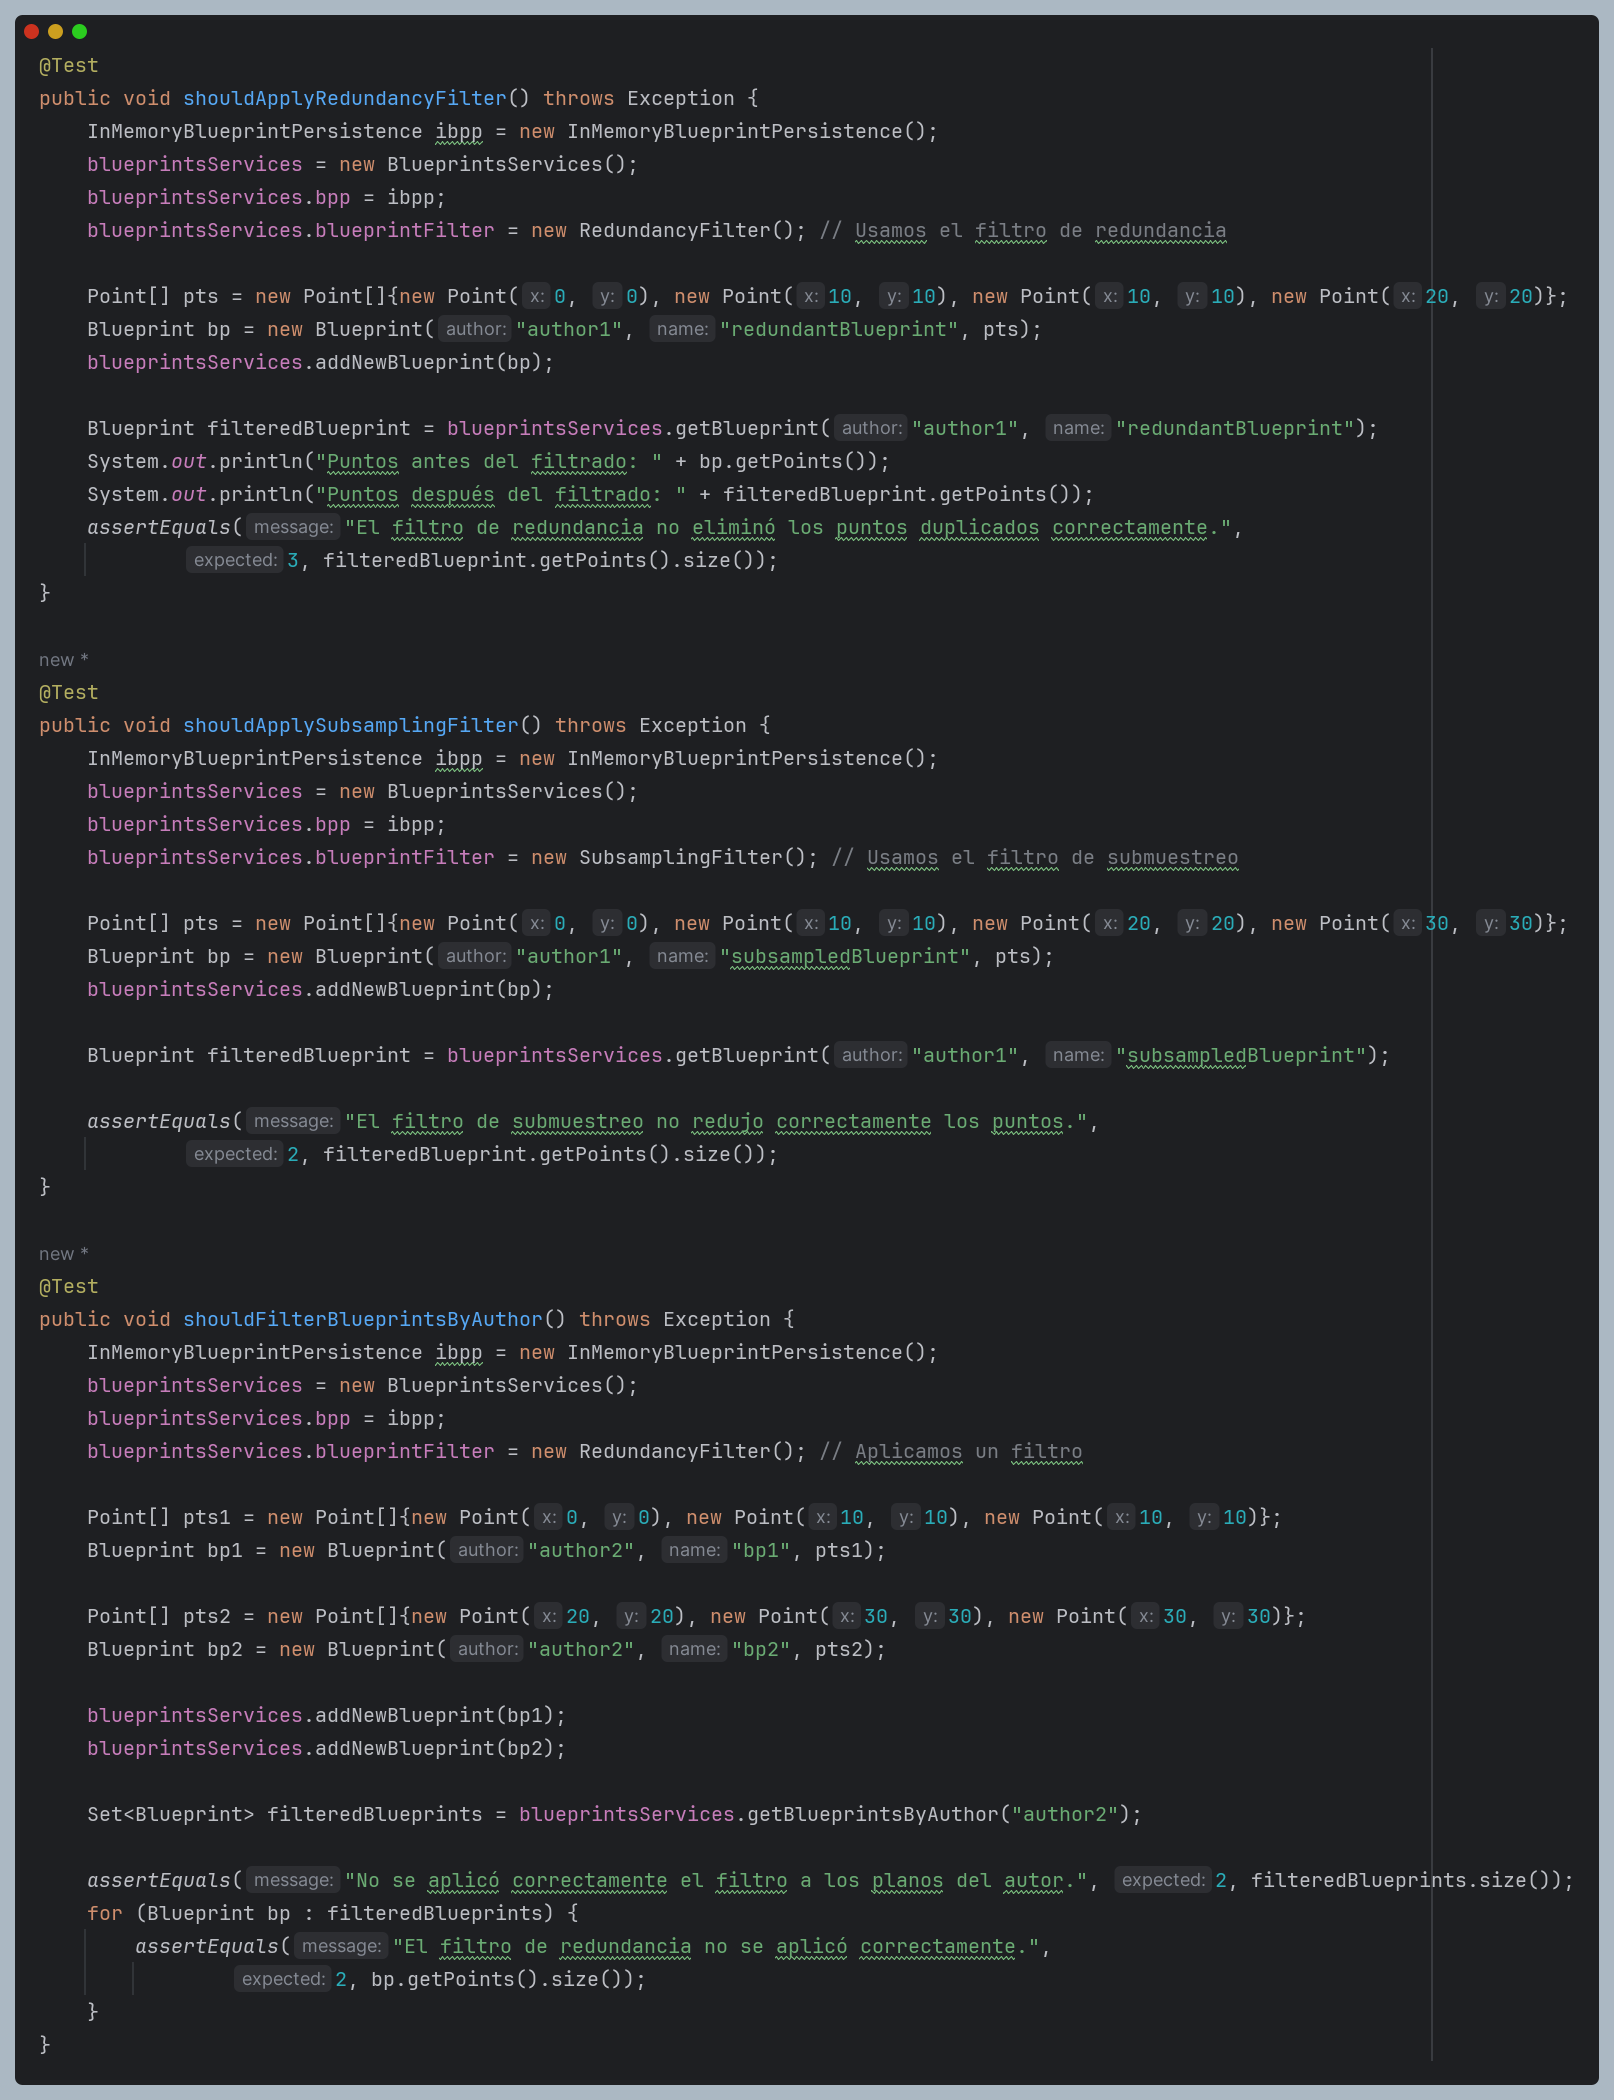 @Test
public void shouldApplyRedundancyFilter() throws Exception {
    InMemoryBlueprintPersistence ibpp = new InMemoryBlueprintPersistence();
    blueprintsServices = new BlueprintsServices();
    blueprintsServices.bpp = ibpp;
    blueprintsServices.blueprintFilter = new RedundancyFilter(); // Usamos el filtro de redundancia

    Point[] pts = new Point[]{new Point( x: 0, y: 0), new Point( x: 10, y: 10), new Point( x: 10, y: 10), new Point( x: 20, y: 20)};
    Blueprint bp = new Blueprint( author: "author1", name: "redundantBlueprint", pts);
    blueprintsServices.addNewBlueprint(bp);

    Blueprint filteredBlueprint = blueprintsServices.getBlueprint( author: "author1", name: "redundantBlueprint");
    System.out.println("Puntos antes del filtrado: " + bp.getPoints());
    System.out.println("Puntos después del filtrado: " + filteredBlueprint.getPoints());
    assertEquals( message: "El filtro de redundancia no eliminó los puntos duplicados correctamente.",
            expected: 3, filteredBlueprint.getPoints().size());
}

new *
@Test
public void shouldApplySubsamplingFilter() throws Exception {
    InMemoryBlueprintPersistence ibpp = new InMemoryBlueprintPersistence();
    blueprintsServices = new BlueprintsServices();
    blueprintsServices.bpp = ibpp;
    blueprintsServices.blueprintFilter = new SubsamplingFilter(); // Usamos el filtro de submuestreo

    Point[] pts = new Point[]{new Point( x: 0, y: 0), new Point( x: 10, y: 10), new Point( x: 20, y: 20), new Point( x: 30, y: 30)};
    Blueprint bp = new Blueprint( author: "author1", name: "subsampledBlueprint", pts);
    blueprintsServices.addNewBlueprint(bp);

    Blueprint filteredBlueprint = blueprintsServices.getBlueprint( author: "author1", name: "subsampledBlueprint");

    assertEquals( message: "El filtro de submuestreo no redujo correctamente los puntos.",
            expected: 2, filteredBlueprint.getPoints().size());
}

new *
@Test
public void shouldFilterBlueprintsByAuthor() throws Exception {
    InMemoryBlueprintPersistence ibpp = new InMemoryBlueprintPersistence();
    blueprintsServices = new BlueprintsServices();
    blueprintsServices.bpp = ibpp;
    blueprintsServices.blueprintFilter = new RedundancyFilter(); // Aplicamos un filtro

    Point[] pts1 = new Point[]{new Point( x: 0, y: 0), new Point( x: 10, y: 10), new Point( x: 10, y: 10)};
    Blueprint bp1 = new Blueprint( author: "author2", name: "bp1", pts1);

    Point[] pts2 = new Point[]{new Point( x: 20, y: 20), new Point( x: 30, y: 30), new Point( x: 30, y: 30)};
    Blueprint bp2 = new Blueprint( author: "author2", name: "bp2", pts2);

    blueprintsServices.addNewBlueprint(bp1);
    blueprintsServices.addNewBlueprint(bp2);

    Set<Blueprint> filteredBlueprints = blueprintsServices.getBlueprintsByAuthor("author2");

    assertEquals( message: "No se aplicó correctamente el filtro a los planos del autor.", expected: 2, filteredBlueprints.size());
    for (Blueprint bp : filteredBlueprints) {
        assertEquals( message: "El filtro de redundancia no se aplicó correctamente.",
                expected: 2, bp.getPoints().size());
    }
}